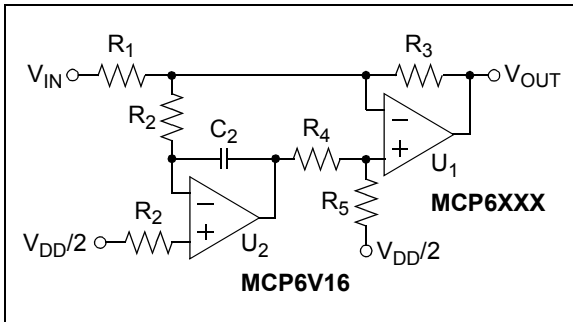 R1
R3
VIN
VOUT
R2
C2
R4
U1
R5
MCP6XXX
R2
VDD/2
U2
VDD/2
MCP6V16